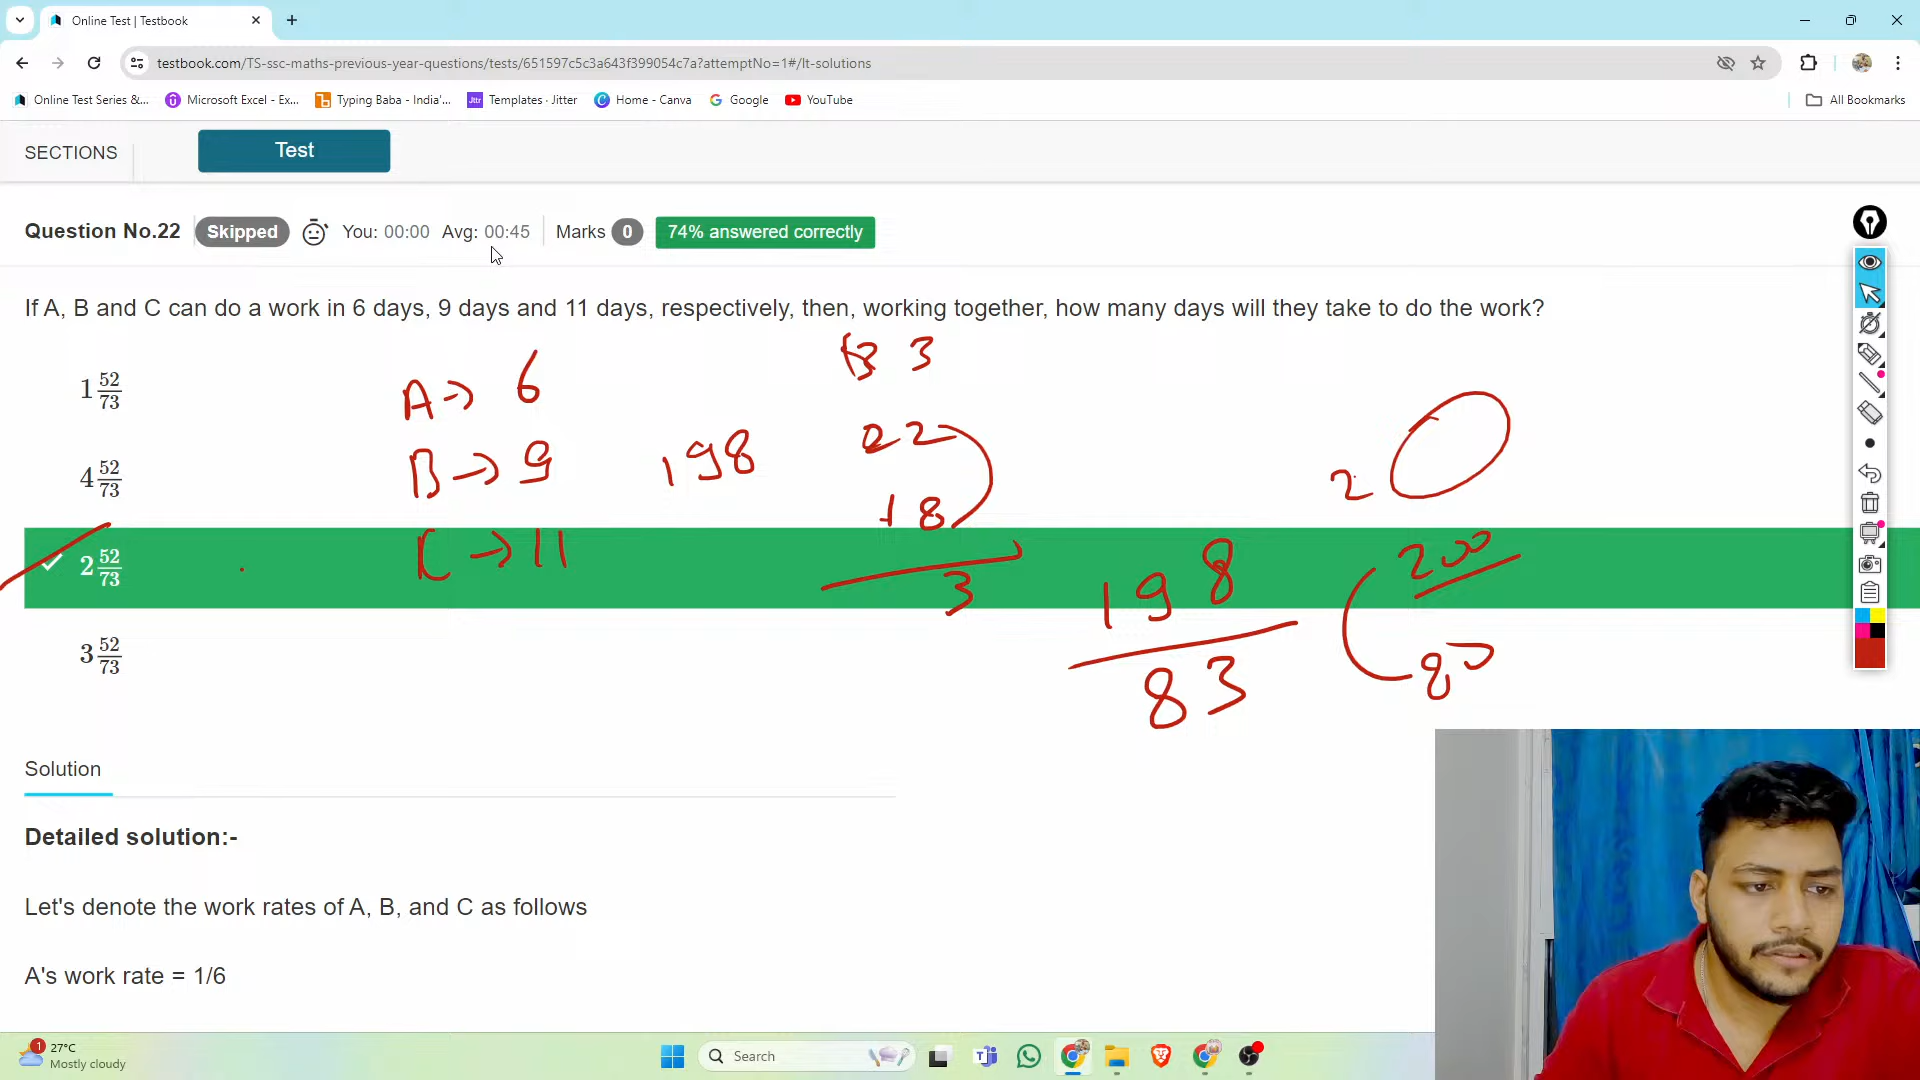 Online Test | Testbook
testbook.com/TS-ssc-maths-previous-year-questions/tests/651597c5c3a643f399054c7a?attemptNo=1#/lt-solutions
Online Test Series &... Microsoft Excel - Ex... Typing Baba - India'... Jttr Templates · Jitter Home - Canva Google YouTube All Bookmarks
SECTIONS Test
Question No.22 Skipped You: 00:00 Avg: 00:45 Marks 0 74% answered correctly
If A, B and C can do a work in 6 days, 9 days and 11 days, respectively, then, working together, how many days will they take to do the work?
3 3
1 52/73
A → 6
22
4 52/73
B → 9 198
18
2
2 52/73
C → 11
3
198
83
200
80
3 52/73
Solution
Detailed solution:-
Let's denote the work rates of A, B, and C as follows
A's work rate = 1/6
1 27°C
Mostly cloudy
Search